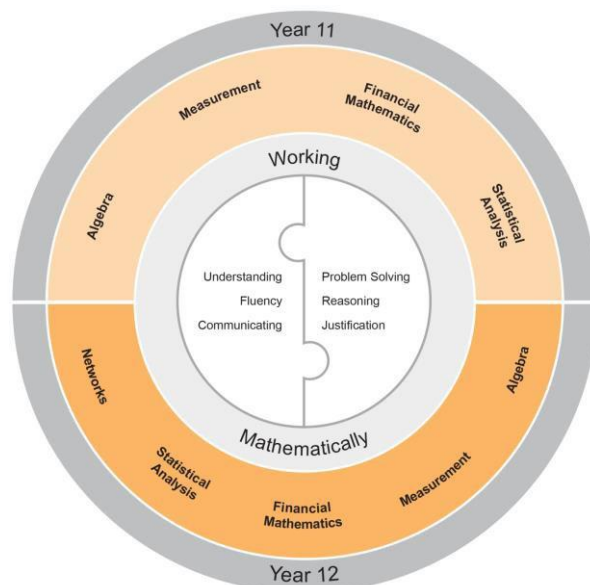 Year 11
Measurement
Financial
Mathematics
Algebra
Statistical
Analysis
Working
Understanding
Fluency
Communicating
Problem Solving
Reasoning
Justification
Mathematically
Networks
Statistical
Analysis
Financial
Mathematics
Measurement
Algebra
Year 12